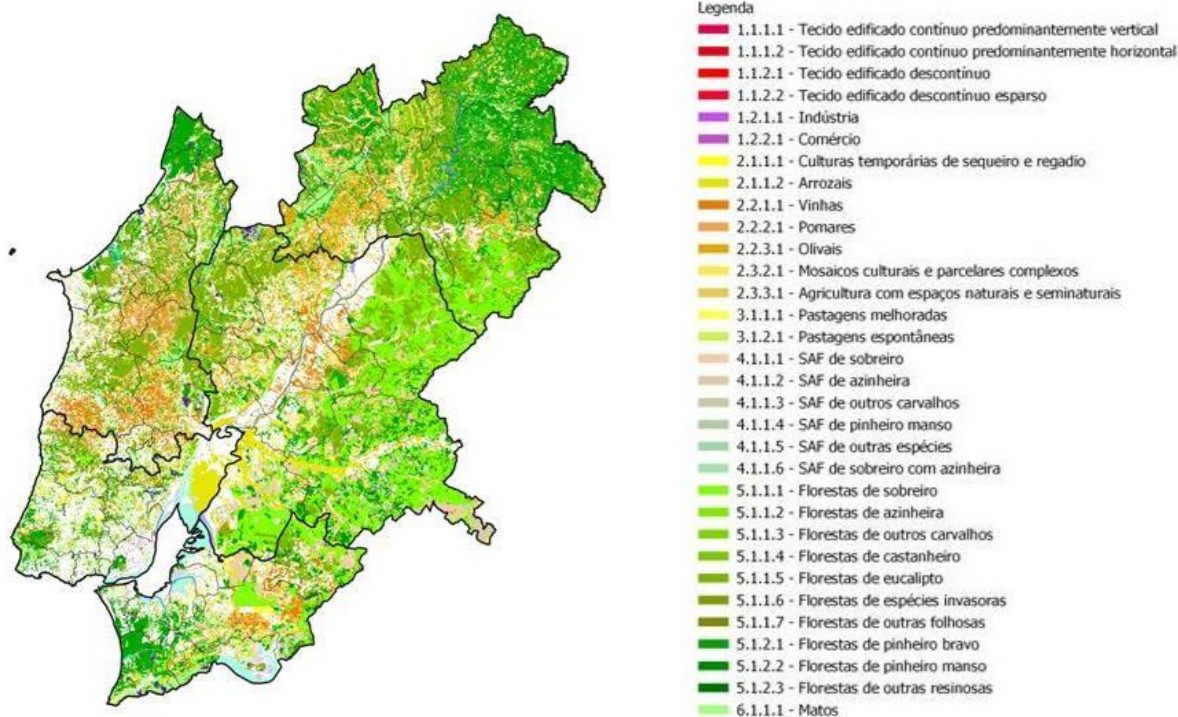 Legenda
1.1.1.1 - Tecido edificado contínuo predominantemente vertical
1.1.1.2 - Tecido edificado contínuo predominantemente horizontal
1.1.2.1 - Tecido edificado descontínuo
1.1.2.2 - Tecido edificado descontínuo esparso
1.2.1.1 - Indústria
1.2.2.1 - Comércio
2.1.1.1 - Culturas temporárias de sequeiro e regadio
2.1.1.2 - Arrozais
2.2.1.1 - Vinhas
2.2.2.1 - Pomares
2.2.3.1 - Olivais
2.3.2.1 - Mosaicos culturais e parcelares complexos
2.3.3.1 - Agricultura com espaços naturais e seminaturais
3.1.1.1 - Pastagens melhoradas
3.1.2.1 - Pastagens espontâneas
4.1.1.1 - SAF de sobreiro
4.1.1.2 - SAF de azinheira
4.1.1.3 - SAF de outros carvalhos
4.1.1.4 - SAF de pinheiro manso
4.1.1.5 - SAF de outras espécies
4.1.1.6 - SAF de sobreiro com azinheira
5.1.1.1 - Florestas de sobreiro
5.1.1.2 - Florestas de azinheira
5.1.1.3 - Florestas de outros carvalhos
5.1.1.4 - Florestas de castanheiro
5.1.1.5 - Florestas de eucalipto
5.1.1.6 - Florestas de espécies invasoras
5.1.1.7 - Florestas de outras folhosas
5.1.2.1 - Florestas de pinheiro bravo
5.1.2.2 - Florestas de pinheiro manso
5.1.2.3 - Florestas de outras resinosas
6.1.1.1 - Matos